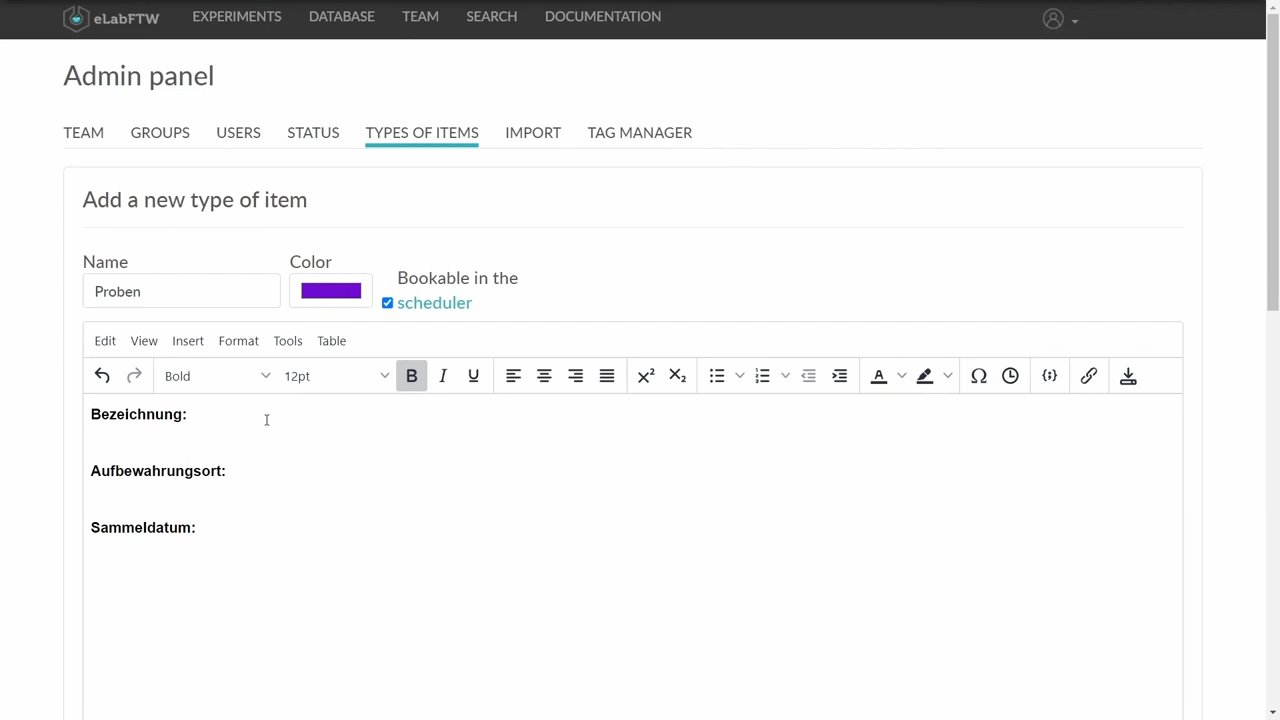 eLabFTW EXPERIMENTS DATABASE TEAM SEARCH DOCUMENTATION
Admin panel
TEAM GROUPS USERS STATUS TYPES OF ITEMS IMPORT TAG MANAGER
Add a new type of item
Name Color
Bookable in the
scheduler
Proben
Edit View Insert Format Tools Table
Bold 12pt B I U
Bezeichnung:
Aufbewahrungsort:
Sammeldatum: